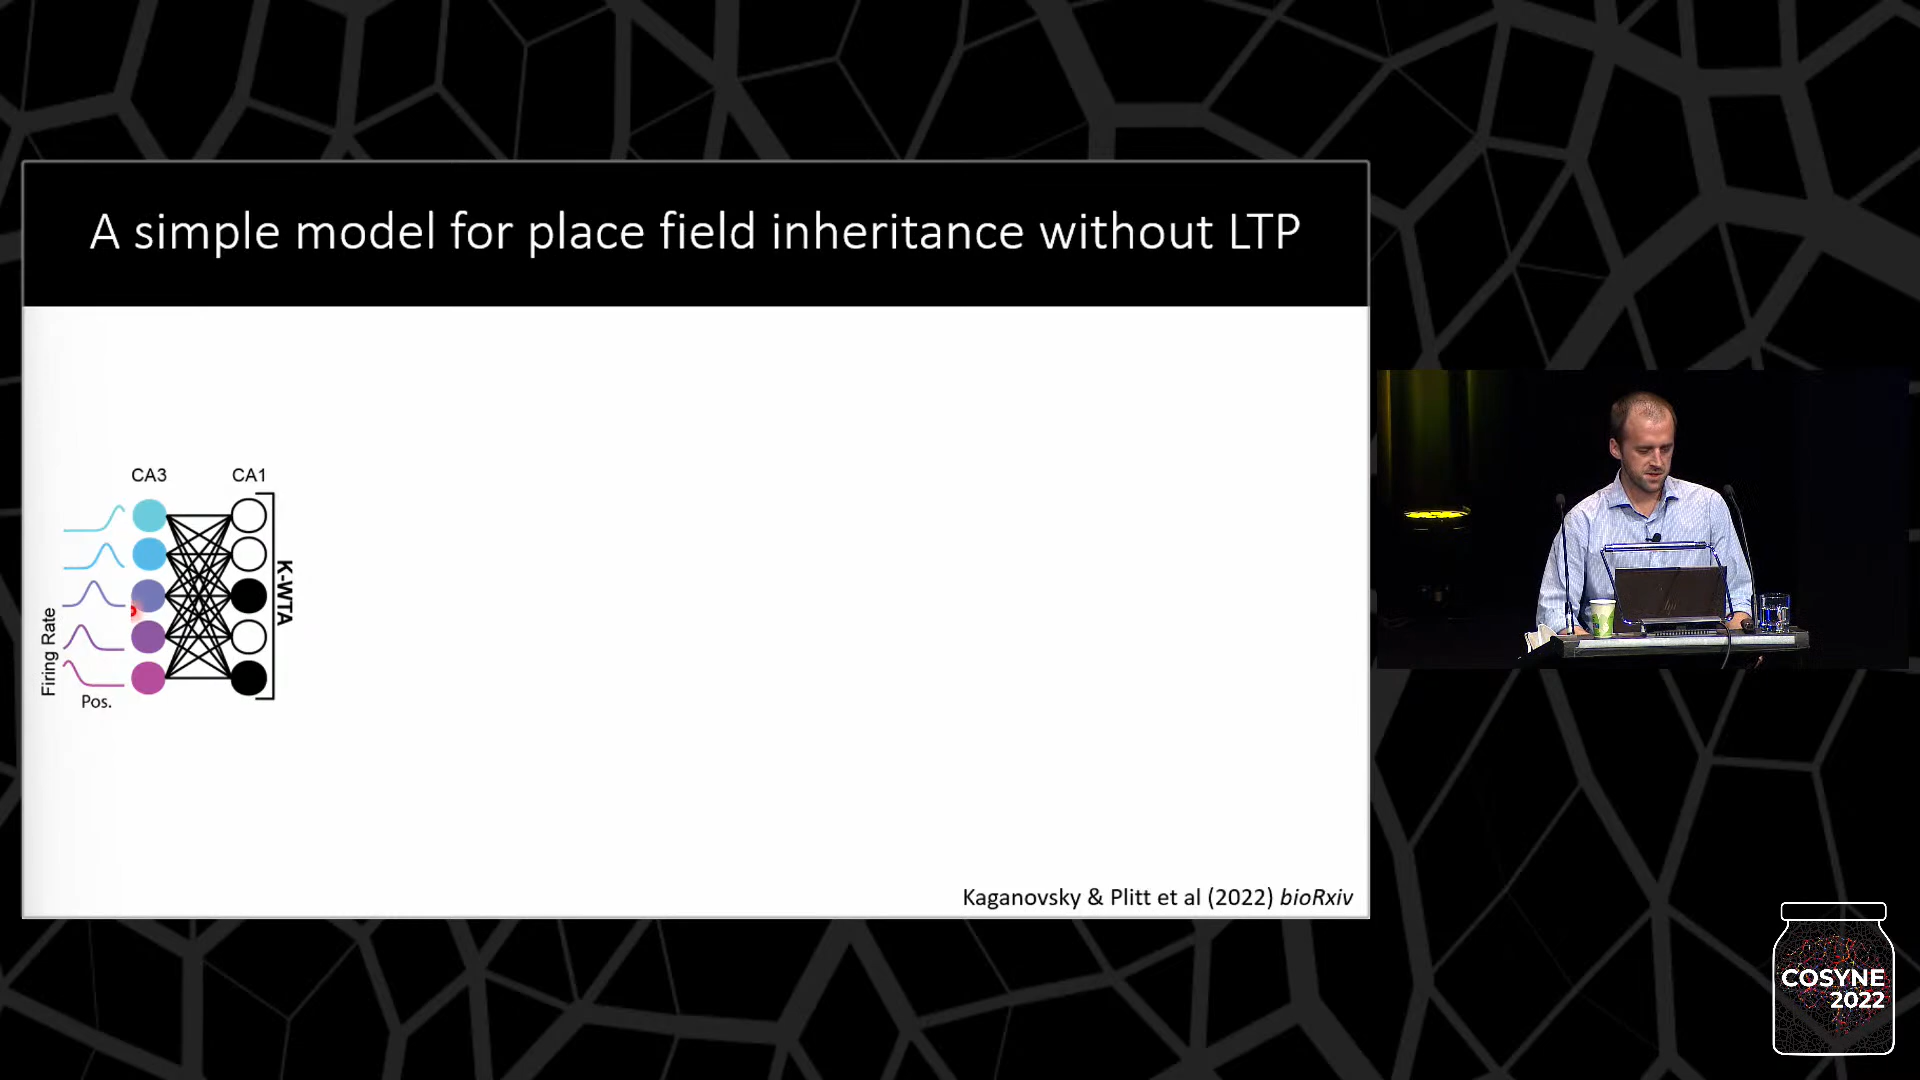 A simple model for place field inheritance without LTP
CA3
CA1
K-WTA
Firing Rate
Pos.
Kaganovsky & Plitt et al (2022) bioRxiv
COSYNE
2022